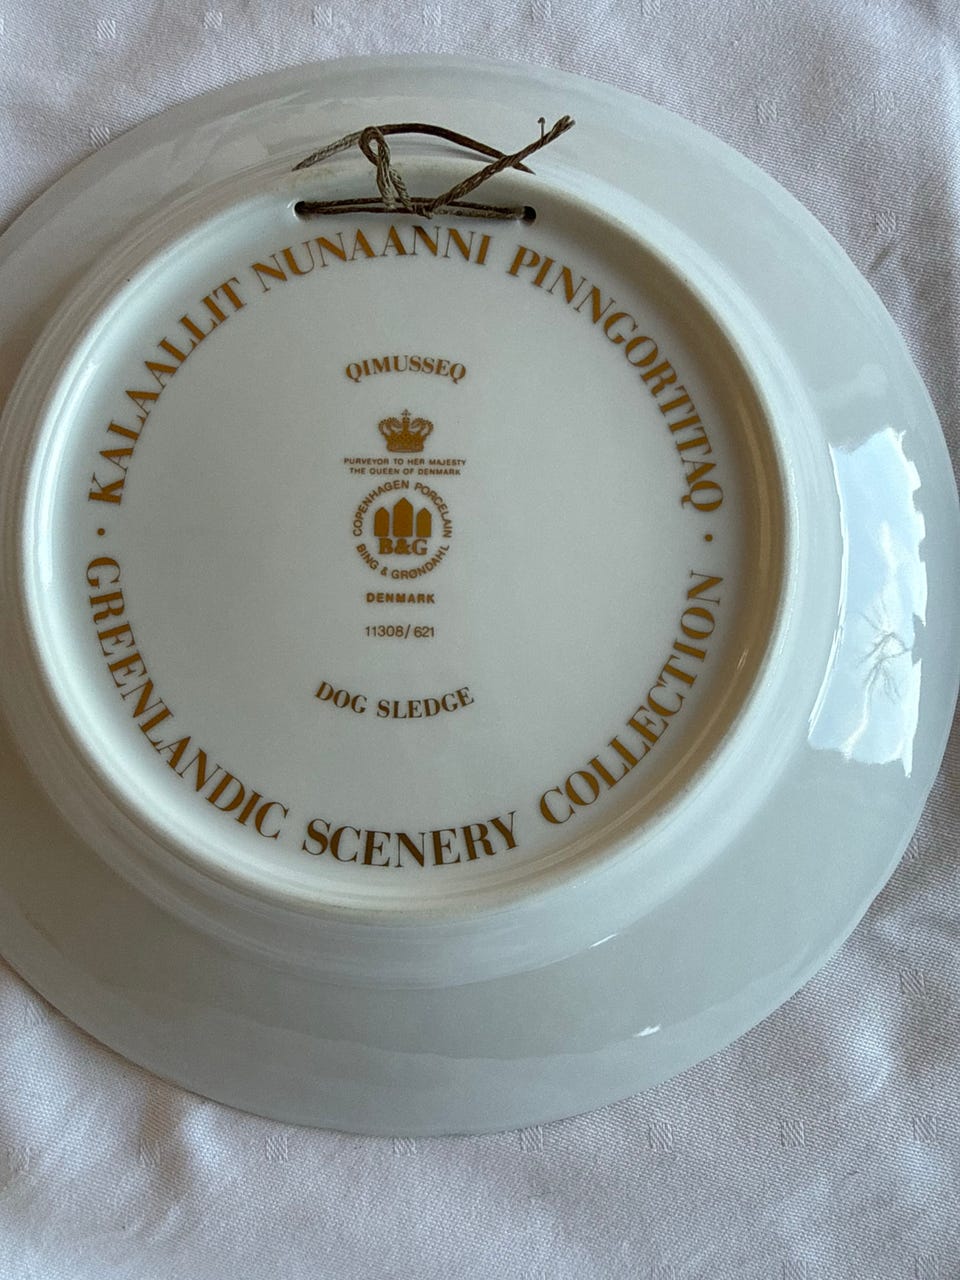 · KALAALLIT NUNAANNI PINNGORTITAQ ·
QIMUSSEQ
PURVEYOR TO HER MAJESTY
THE QUEEN OF DENMARK
COPENHAGEN PORCELAIN
B&G
BING & GRØNDAHL
DENMARK
11308/621
DOG SLEDGE
GREENLANDIC SCENERY COLLECTION